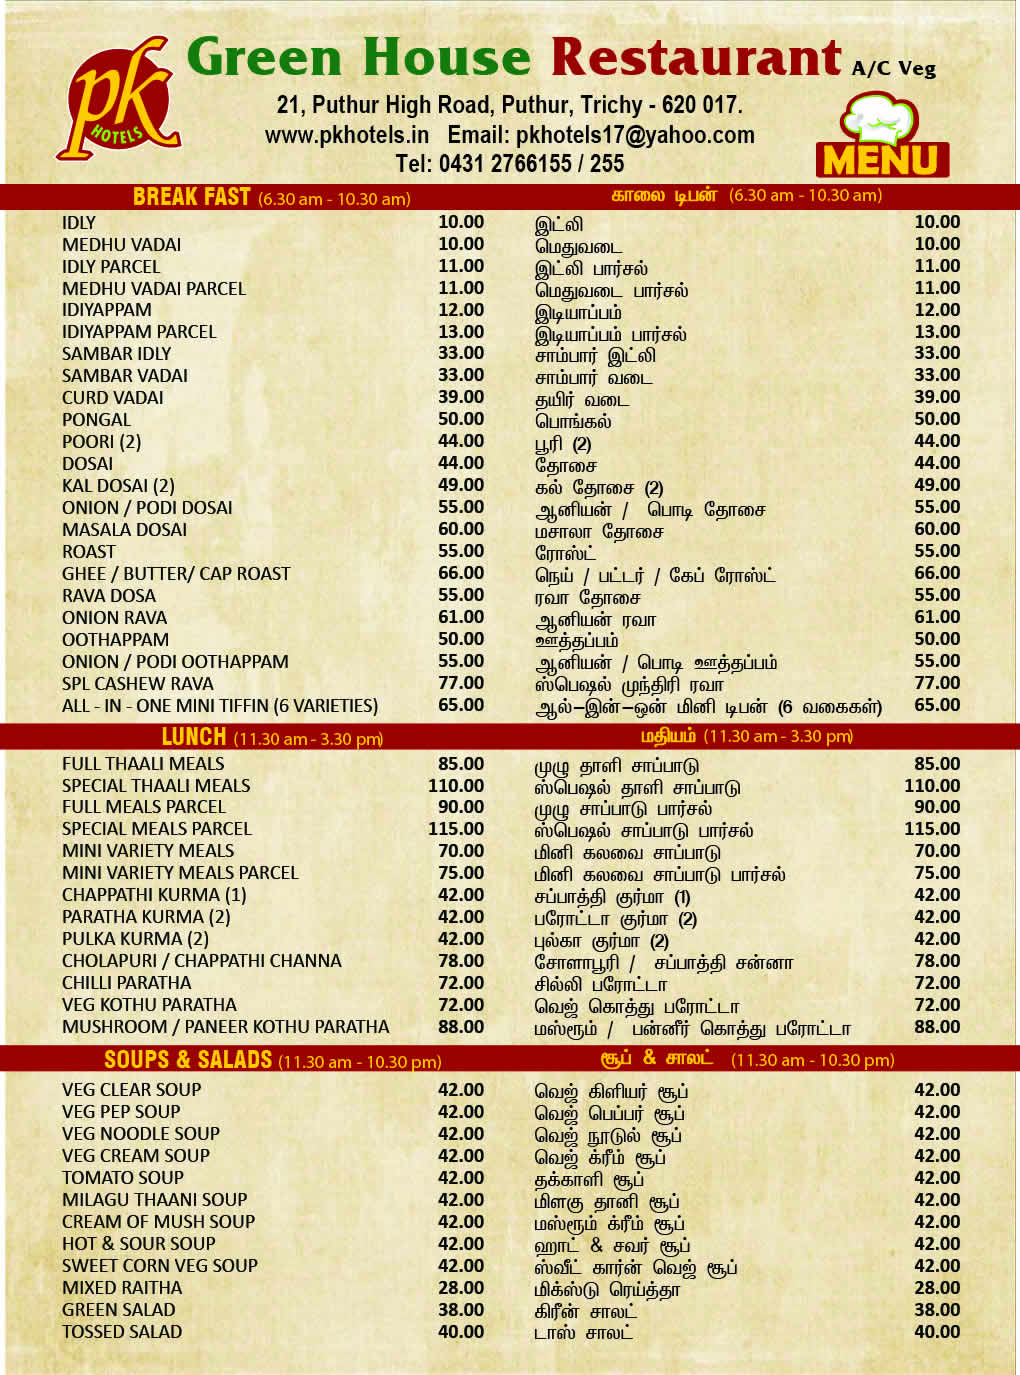 pk HOTELS
Green House Restaurant A/C Veg
21, Puthur High Road, Puthur, Trichy - 620 017.
www.pkhotels.in Email: pkhotels17@yahoo.com
Tel: 0431 2766155 / 255
MENU
BREAK FAST (6.30 am - 10.30 am)
IDLY 10.00
MEDHU VADAI 10.00
IDLY PARCEL 11.00
MEDHU VADAI PARCEL 11.00
IDIYAPPAM 12.00
IDIYAPPAM PARCEL 13.00
SAMBAR IDLY 33.00
SAMBAR VADAI 33.00
CURD VADAI 39.00
PONGAL 50.00
POORI (2) 44.00
DOSAI 44.00
KAL DOSAI (2) 49.00
ONION / PODI DOSAI 55.00
MASALA DOSAI 60.00
ROAST 55.00
GHEE / BUTTER/ CAP ROAST 66.00
RAVA DOSA 55.00
ONION RAVA 61.00
OOTHAPPAM 50.00
ONION / PODI OOTHAPPAM 55.00
SPL CASHEW RAVA 77.00
ALL - IN - ONE MINI TIFFIN (6 VARIETIES) 65.00
காலை டிபன் (6.30 am - 10.30 am)
இட்லி 10.00
மெதுவடை 10.00
இட்லி பார்சல் 11.00
மெதுவடை பார்சல் 11.00
இடியாப்பம் 12.00
இடியாப்பம் பார்சல் 13.00
சாம்பார் இட்லி 33.00
சாம்பார் வடை 33.00
தயிர் வடை 39.00
பொங்கல் 50.00
பூரி (2) 44.00
தோசை 44.00
கல் தோசை (2) 49.00
ஆனியன் / பொடி தோசை 55.00
மசாலா தோசை 60.00
ரோஸ்ட் 55.00
நெய் / பட்டர் / கேப் ரோஸ்ட் 66.00
ரவா தோசை 55.00
ஆனியன் ரவா 61.00
ஊத்தப்பம் 50.00
ஆனியன் / பொடி ஊத்தப்பம் 55.00
ஸ்பெஷல் முந்திரி ரவா 77.00
ஆல்-இன்-ஒன் மினி டிபன் (6 வகைகள்) 65.00
LUNCH (11.30 am - 3.30 pm)
FULL THAALI MEALS 85.00
SPECIAL THAALI MEALS 110.00
FULL MEALS PARCEL 90.00
SPECIAL MEALS PARCEL 115.00
MINI VARIETY MEALS 70.00
MINI VARIETY MEALS PARCEL 75.00
CHAPPATHI KURMA (1) 42.00
PARATHA KURMA (2) 42.00
PULKA KURMA (2) 42.00
CHOLAPURI / CHAPPATHI CHANNA 78.00
CHILLI PARATHA 72.00
VEG KOTHU PARATHA 72.00
MUSHROOM / PANEER KOTHU PARATHA 88.00
மதியம் (11.30 am - 3.30 pm)
முழு தாளி சாப்பாடு 85.00
ஸ்பெஷல் தாளி சாப்பாடு 110.00
முழு சாப்பாடு பார்சல் 90.00
ஸ்பெஷல் சாப்பாடு பார்சல் 115.00
மினி கலவை சாப்பாடு 70.00
மினி கலவை சாப்பாடு பார்சல் 75.00
சப்பாத்தி குர்மா (1) 42.00
பரோட்டா குர்மா (2) 42.00
புல்கா குர்மா (2) 42.00
சோளாபூரி / சப்பாத்தி சன்னா 78.00
சில்லி பரோட்டா 72.00
வெஜ் கொத்து பரோட்டா 72.00
மஸ்ரூம் / பன்னீர் கொத்து பரோட்டா 88.00
SOUPS & SALADS (11.30 am - 10.30 pm)
VEG CLEAR SOUP 42.00
VEG PEP SOUP 42.00
VEG NOODLE SOUP 42.00
VEG CREAM SOUP 42.00
TOMATO SOUP 42.00
MILAGU THAANI SOUP 42.00
CREAM OF MUSH SOUP 42.00
HOT & SOUR SOUP 42.00
SWEET CORN VEG SOUP 42.00
MIXED RAITHA 28.00
GREEN SALAD 38.00
TOSSED SALAD 40.00
சூப் & சாலட் (11.30 am - 10.30 pm)
வெஜ் கிளியர் சூப் 42.00
வெஜ் பெப்பர் சூப் 42.00
வெஜ் நூடுல் சூப் 42.00
வெஜ் க்ரீம் சூப் 42.00
தக்காளி சூப் 42.00
மிளகு தானி சூப் 42.00
மஸ்ரூம் க்ரீம் சூப் 42.00
ஹாட் & சவர் சூப் 42.00
ஸ்வீட் கார்ன் வெஜ் சூப் 42.00
மிக்ஸ்டு ரெய்த்தா 28.00
கிரீன் சாலட் 38.00
டாஸ் சாலட் 40.00